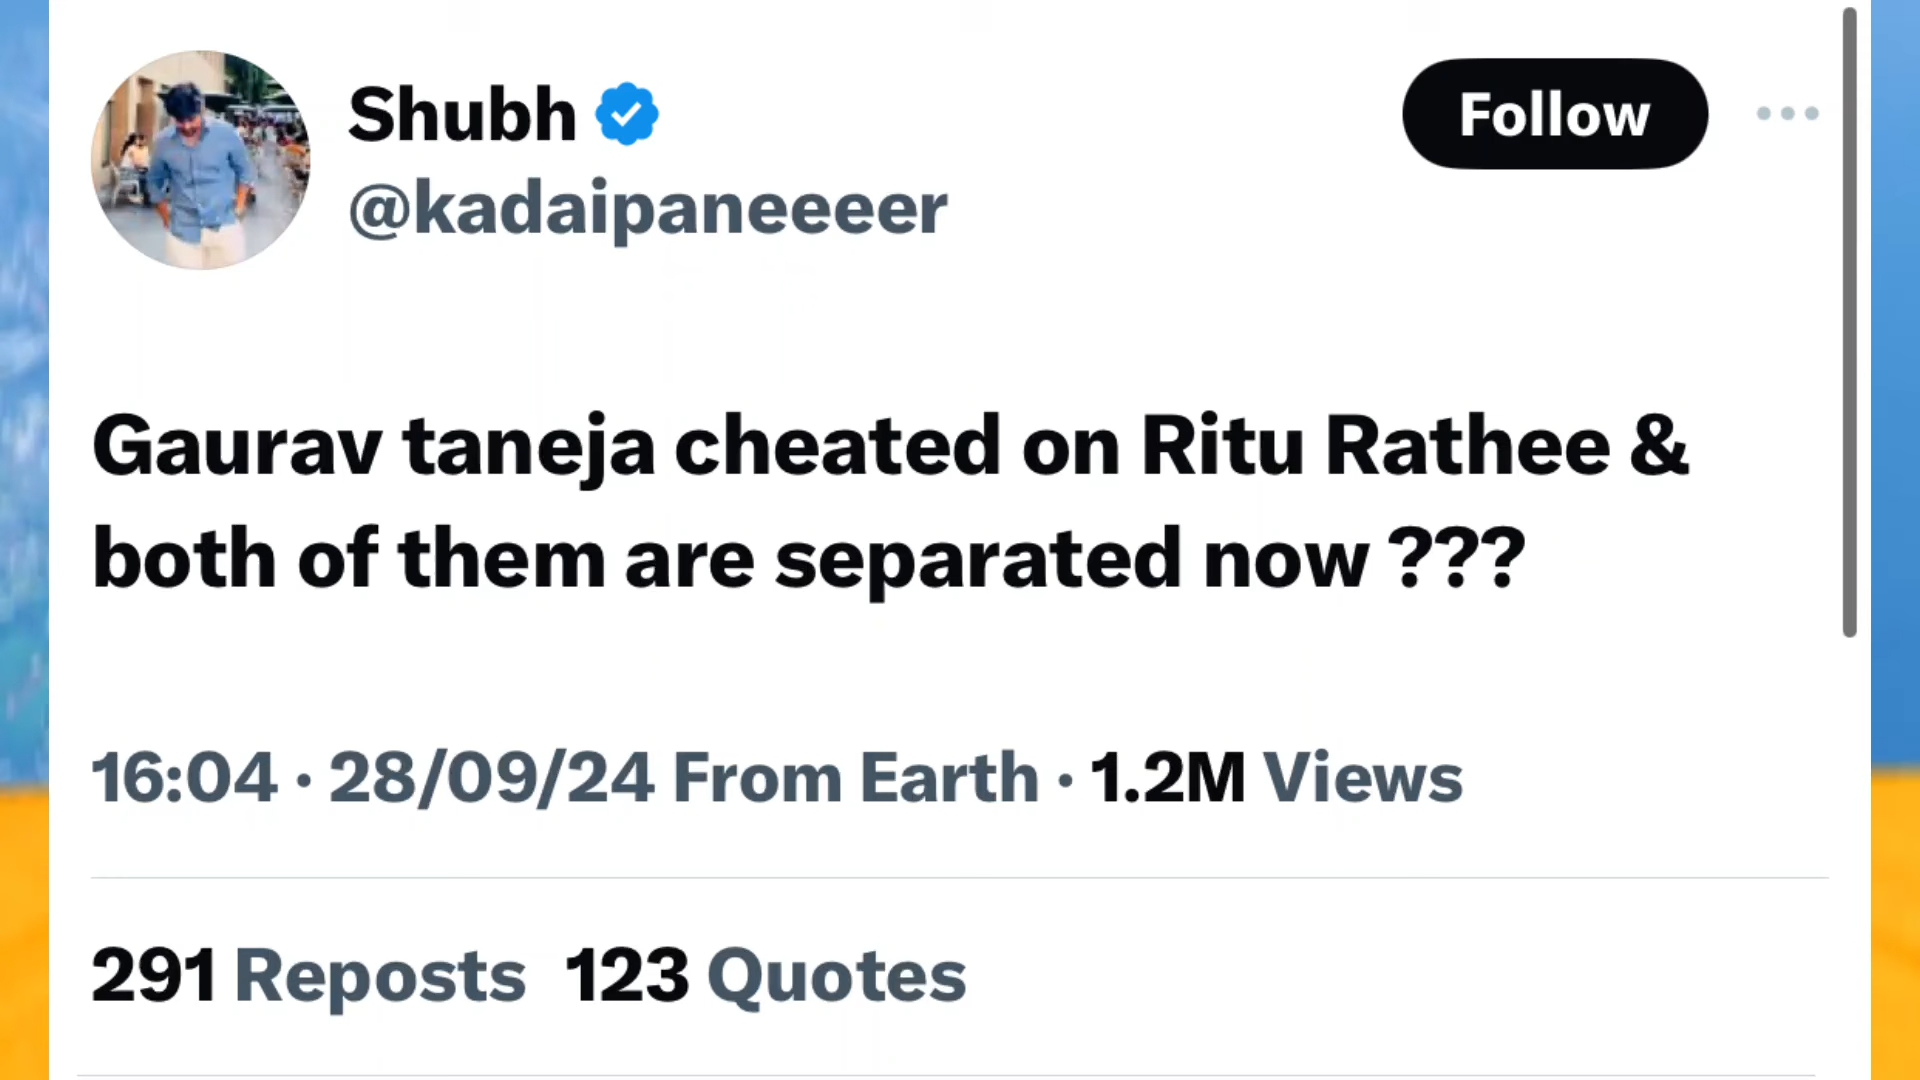 Shubh
Follow
@kadaipaneeeer
Gaurav taneja cheated on Ritu Rathee &
both of them are separated now ???
16:04 · 28/09/24 From Earth · 1.2M Views
291 Reposts 123 Quotes